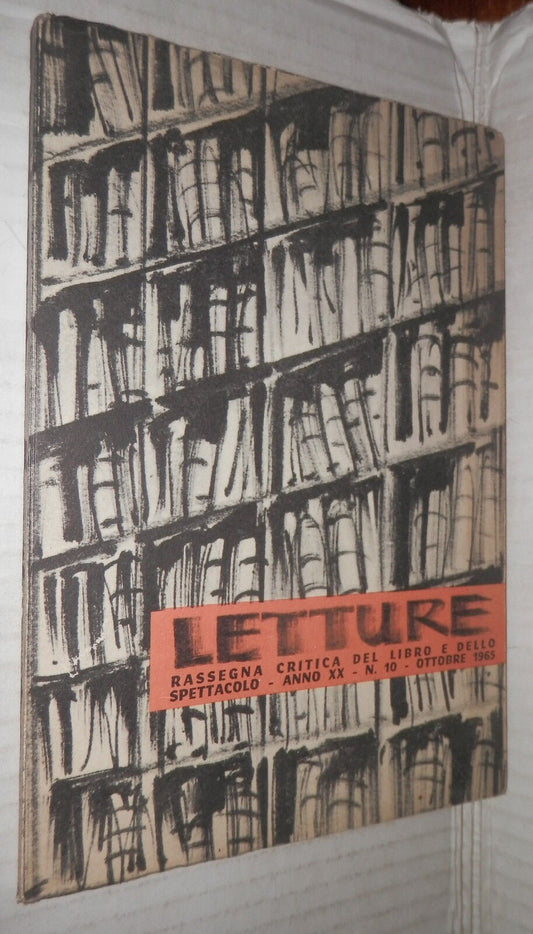 LETTURE
RASSEGNA CRITICA DEL LIBRO E DELLO
SPETTACOLO - ANNO XX - N. 10 - OTTOBRE 1965